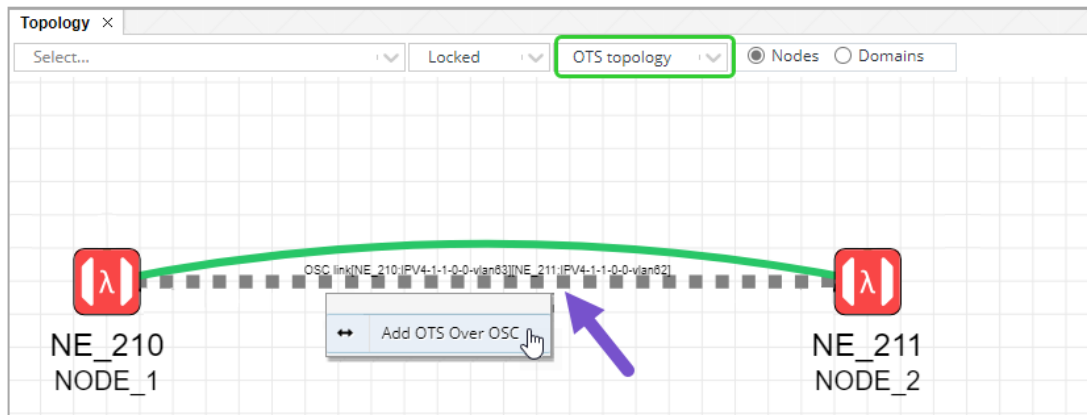 Topology ×
Select... Locked OTS topology Nodes Domains
OSC link[NE_210:IPV4-1-1-0-0-vlan63][NE_211:IPV4-1-1-0-0-vlan62]
Add OTS Over OSC
λ λ
NE_210 NE_211
NODE_1 NODE_2